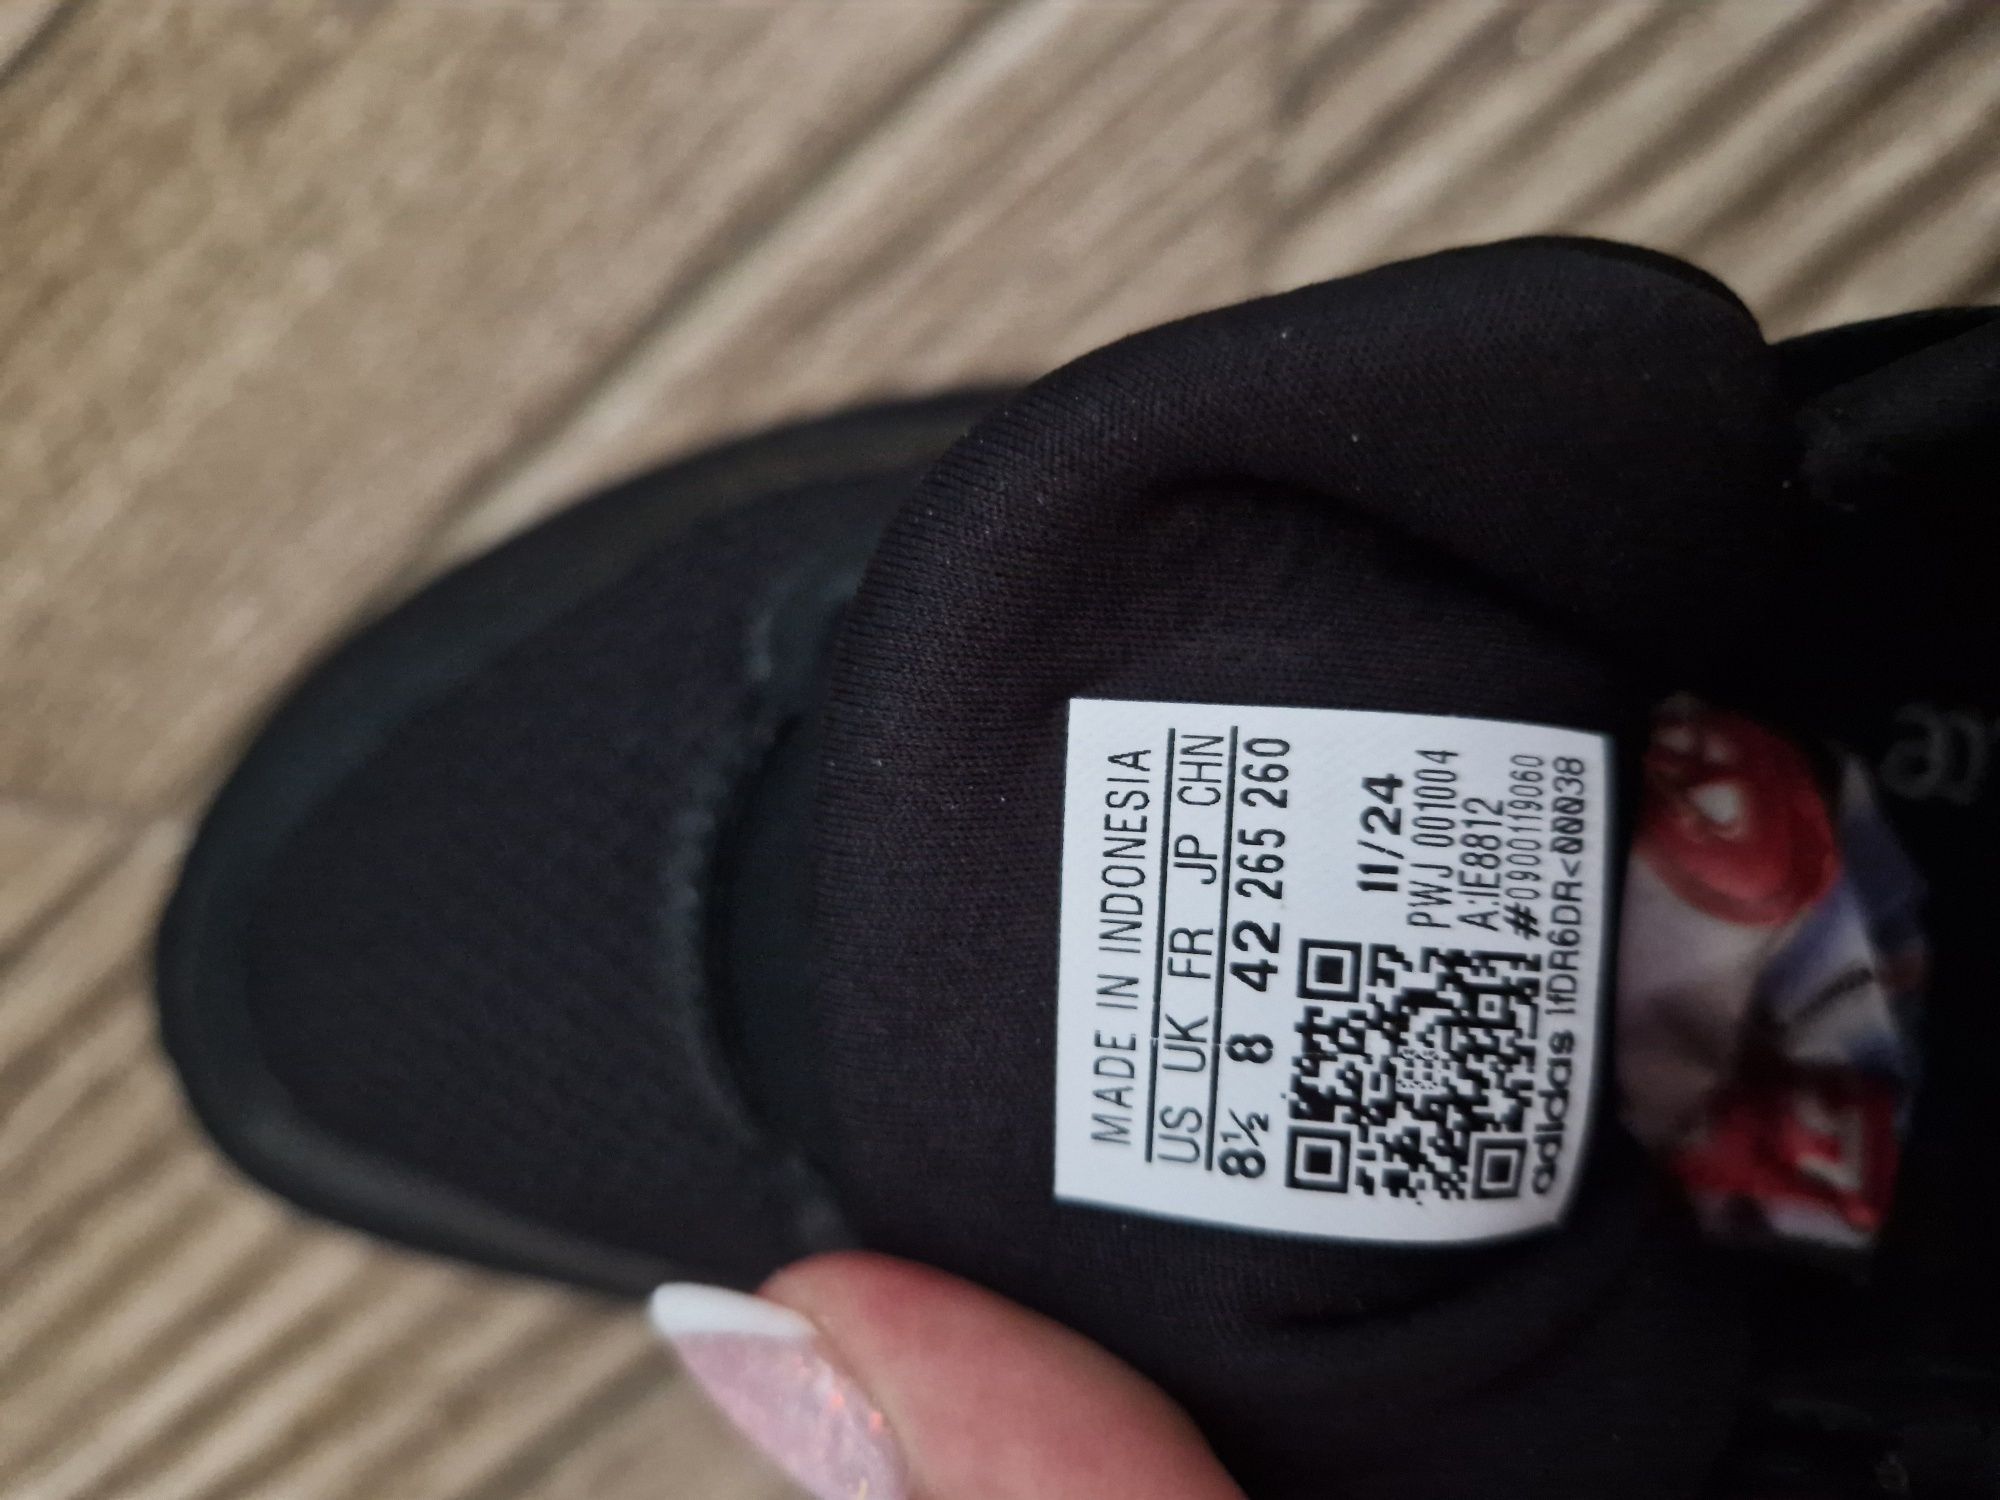 MADE IN INDONESIA
US UK FR JP CHN
8½ 8 42 265 260
11/24
PWJ 001004
A:IE8812
#0900119060
adidas 1fDR6DR<00038